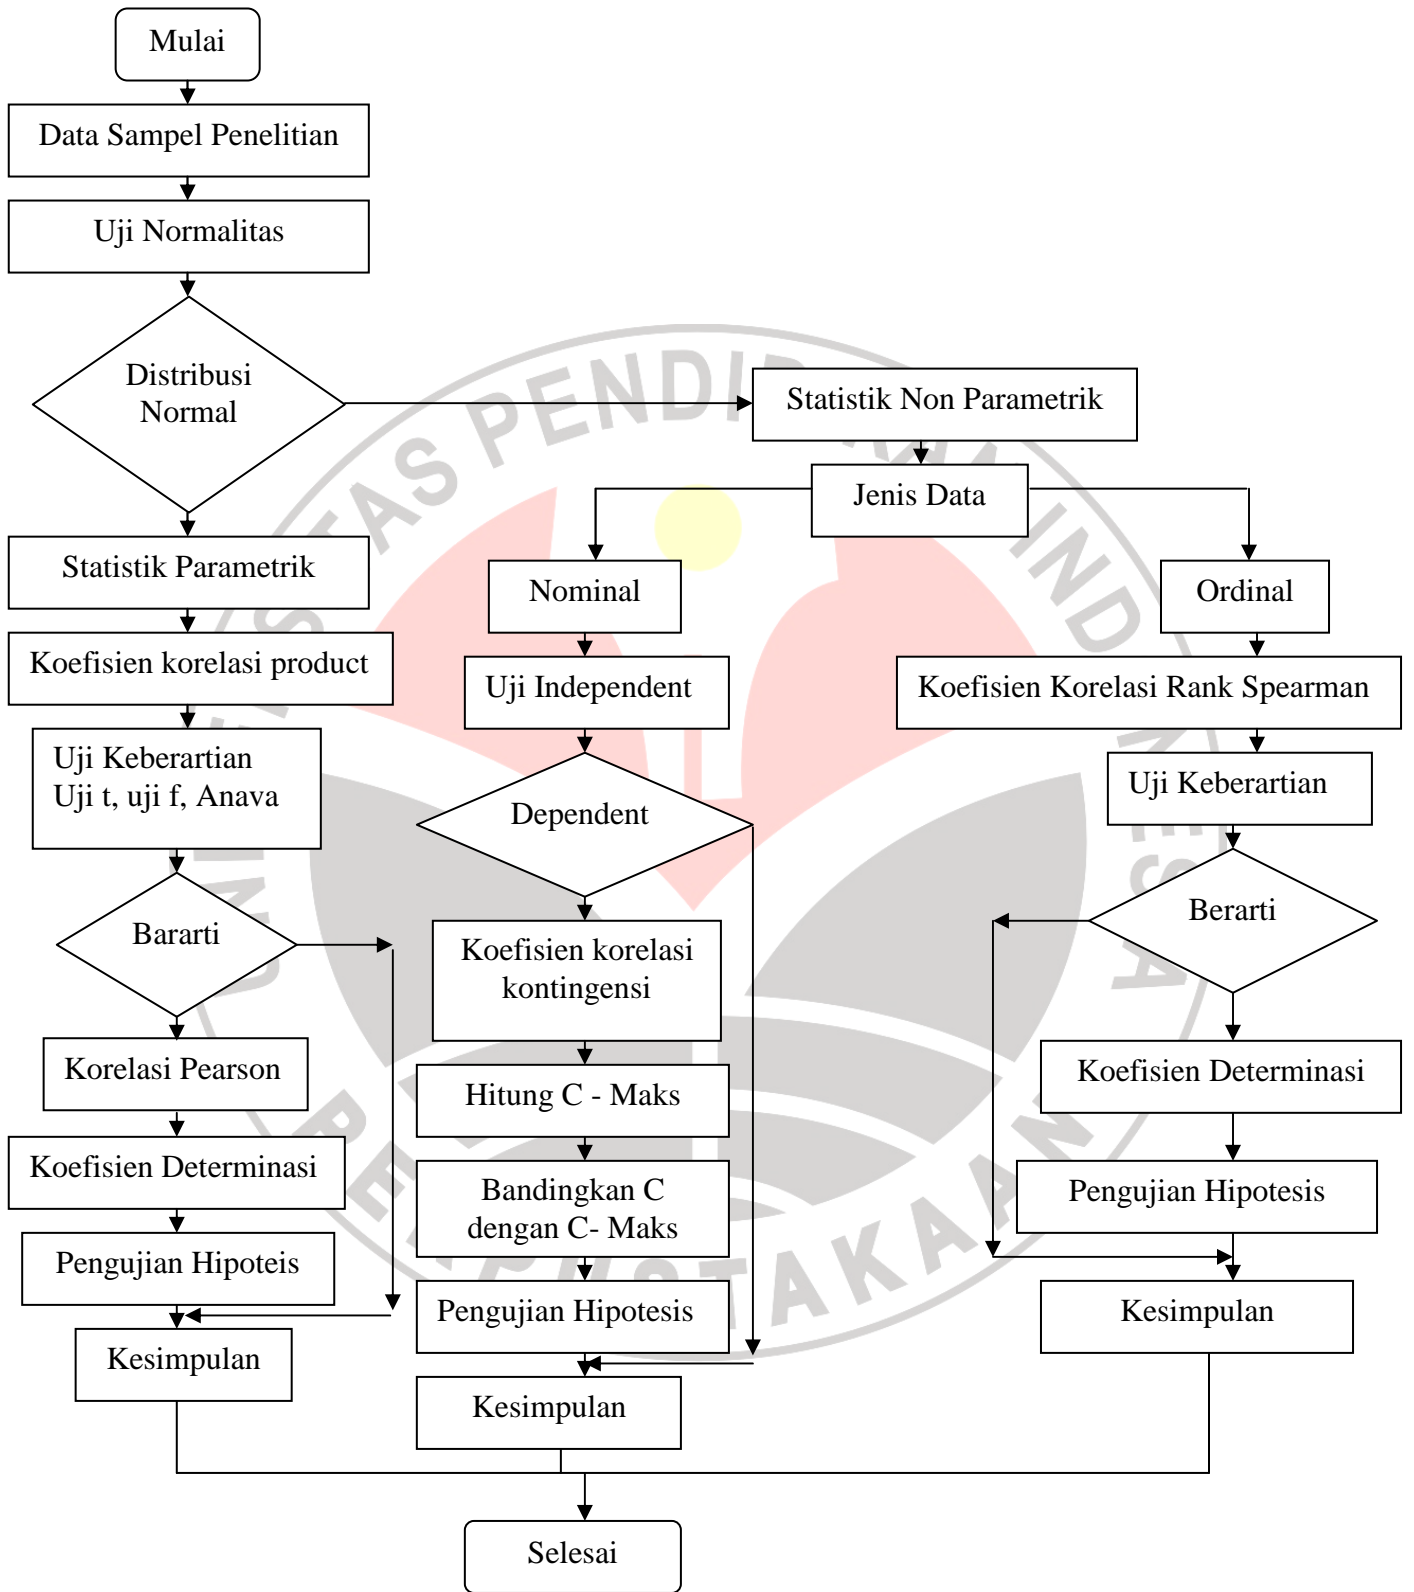 Mulai
Data Sampel Penelitian
Uji Normalitas
Distribusi
Normal
Statistik Non Parametrik
Jenis Data
Statistik Parametrik
Nominal
Ordinal
Koefisien korelasi product
Uji Independent
Koefisien Korelasi Rank Spearman
Uji Keberartian
Uji t, uji f, Anava
Dependent
Uji Keberartian
Bararti
Koefisien korelasi
kontingensi
Berarti
Korelasi Pearson
Hitung C - Maks
Koefisien Determinasi
Koefisien Determinasi
Bandingkan C
dengan C- Maks
Pengujian Hipotesis
Pengujian Hipoteis
Pengujian Hipotesis
Kesimpulan
Kesimpulan
Kesimpulan
Selesai
PERPUSTAKAAN